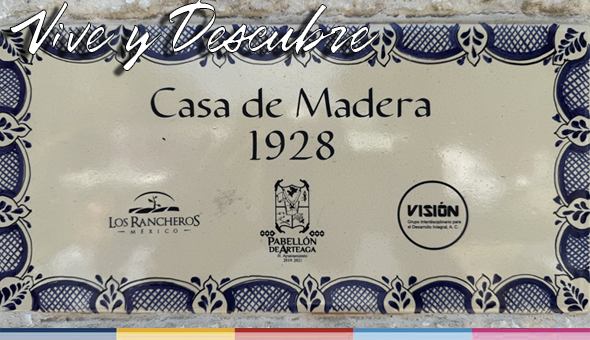 Vive y Descubre
Casa de Madera
1928
LOS RANCHEROS
MÉXICO
PABELLÓN
DE ARTEAGA
H. Ayuntamiento
2019 2021
VISIÓN
Grupo Interdisciplinario para
el Desarrollo Integral, A. C.